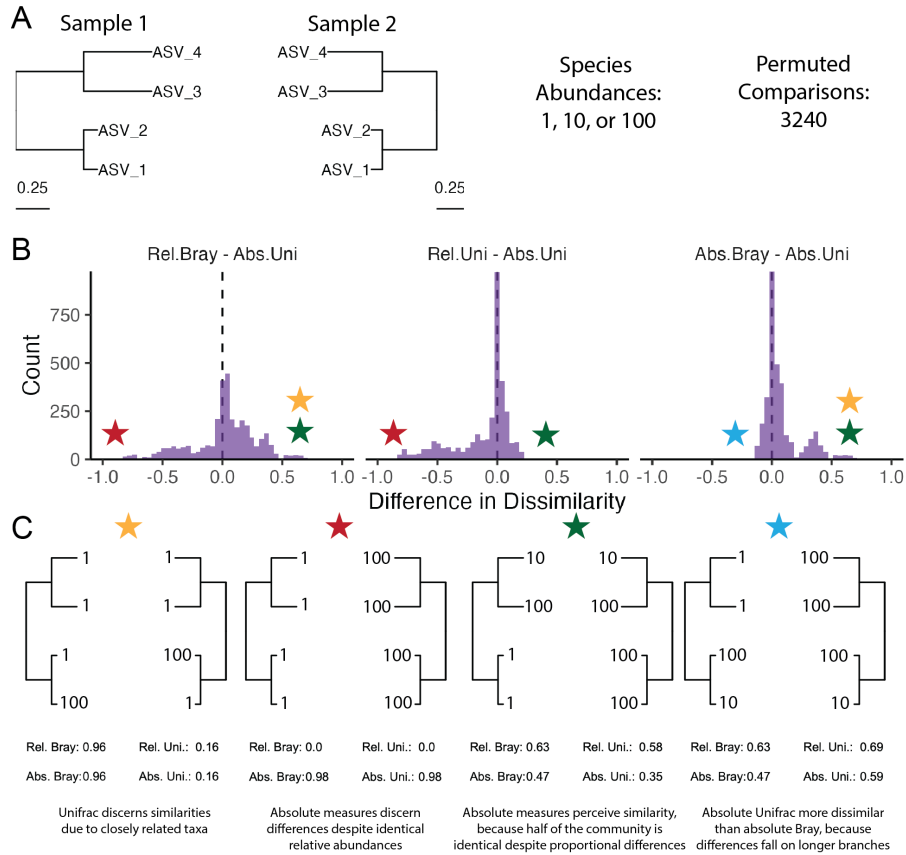 A
Sample 1
Sample 2
ASV_4
ASV_4
ASV_3
ASV_3
ASV_2
ASV_2
ASV_1
ASV_1
0.25
0.25
Species
Abundances:
1, 10, or 100
Permuted
Comparisons:
3240
B
Rel.Bray - Abs.Uni
Rel.Uni - Abs.Uni
Abs.Bray - Abs.Uni
Count
750
500
250
0
-1.0 -0.5 0.0 0.5 1.0
-1.0 -0.5 0.0 0.5 1.0
-1.0 -0.5 0.0 0.5 1.0
Difference in Dissimilarity
C
1 1
1 1
1 100
100 1
1 100
1 100
1 100
1 100
10 10
100 100
1 100
1 100
1 100
1 100
100 100
10 10
Rel. Bray: 0.96 Rel. Uni.: 0.16
Abs. Bray:0.96 Abs. Uni.: 0.16
Unifrac discerns similarities
due to closely related taxa
Rel. Bray: 0.0 Rel. Uni.: 0.0
Abs. Bray:0.98 Abs. Uni.: 0.98
Absolute measures discern
differences despite identical
relative abundances
Rel. Bray: 0.63 Rel. Uni.: 0.58
Abs. Bray:0.47 Abs. Uni.: 0.35
Absolute measures perceive similarity,
because half of the community is
identical despite proportional differences
Rel. Bray: 0.63 Rel. Uni.: 0.69
Abs. Bray:0.47 Abs. Uni.: 0.59
Absolute Unifrac more dissimilar
than absolute Bray, because
differences fall on longer branches